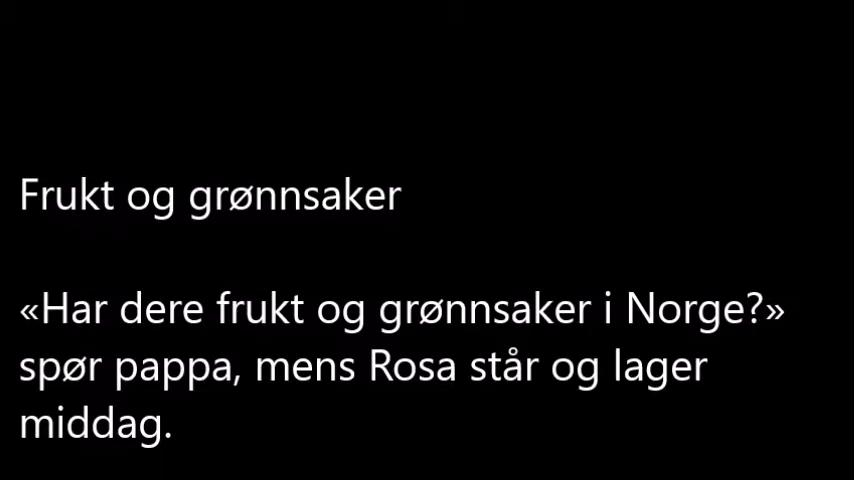 Frukt og grønnsaker
«Har dere frukt og grønnsaker i Norge?»
spør pappa, mens Rosa står og lager
middag.